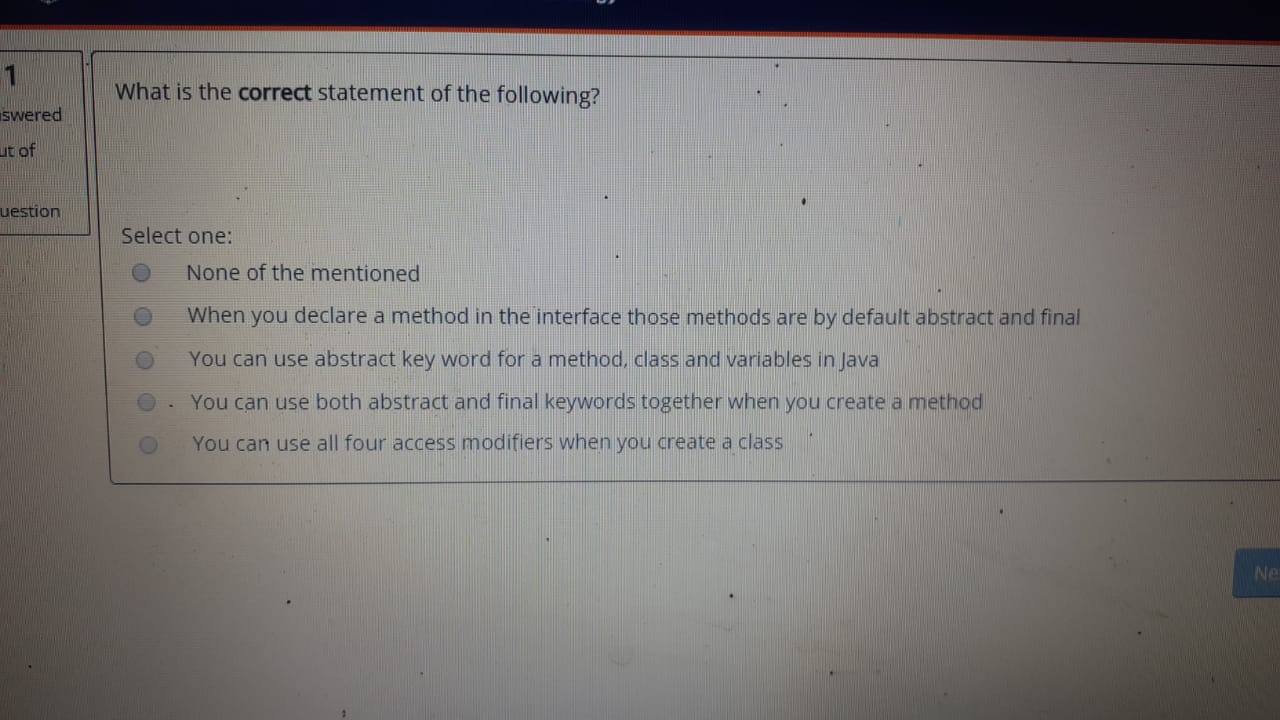 1
swered
ut of
uestion
What is the correct statement of the following?
Select one:
None of the mentioned
When you declare a method in the interface those methods are by default abstract and final
You can use abstract key word for a method, class and variables in Java
You can use both abstract and final keywords together when you create a method
You can use all four access modifiers when you create a class
Ne